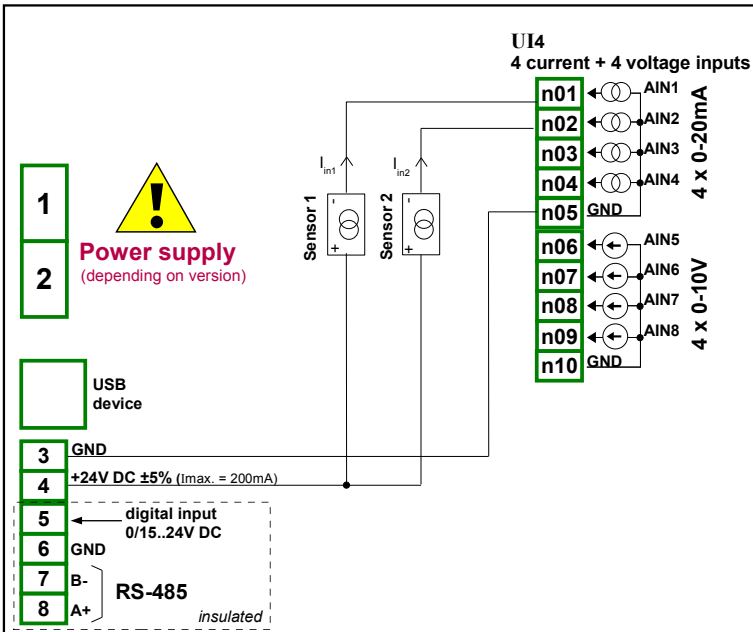 UI4
4 current + 4 voltage inputs
n01
AIN1
n02
AIN2
n03
AIN3
n04
AIN4
n05
GND
4 x 0-20mA
n06
AIN5
n07
AIN6
n08
AIN7
n09
AIN8
n10
GND
4 x 0-10V
Iin1
Iin2
Sensor 1
-
+
Sensor 2
-
+
1
2
!
Power supply
(depending on version)
USB
device
3
GND
4
+24V DC ±5% (Imax. = 200mA)
5
digital input
0/15..24V DC
6
GND
7
B-
8
A+
RS-485
insulated